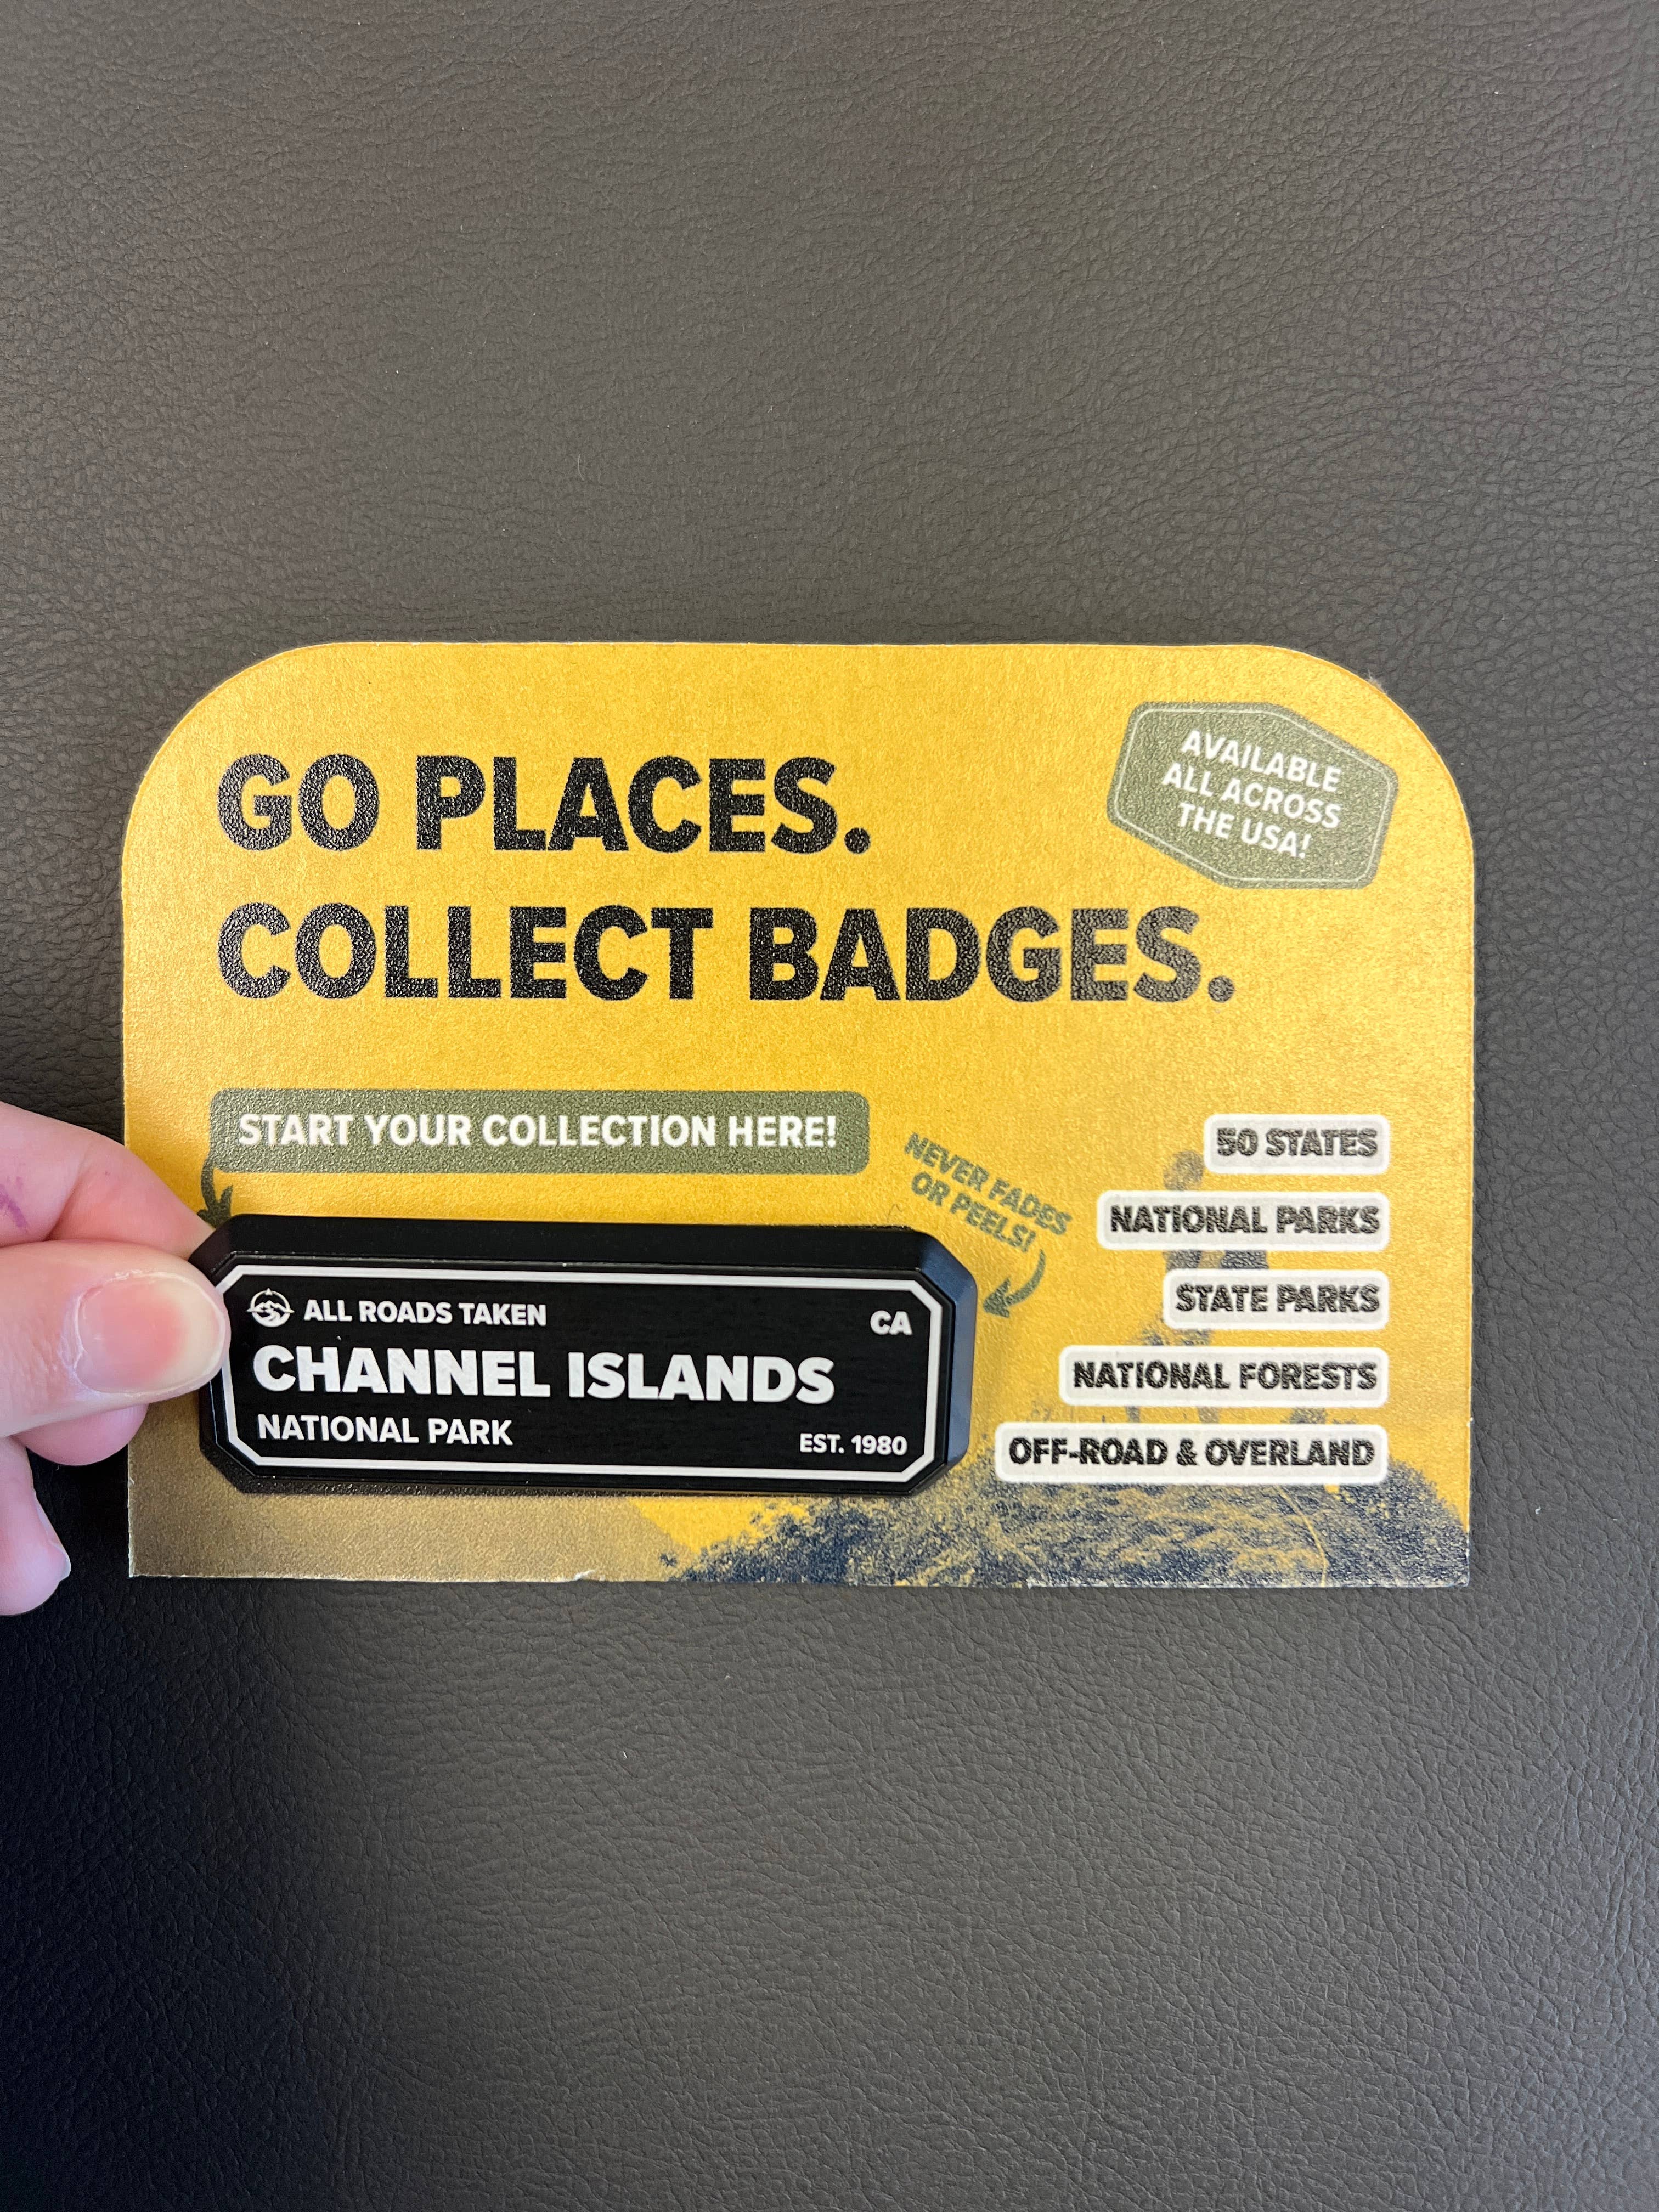 GO PLACES.
COLLECT BADGES.
AVAILABLE
ALL ACROSS
THE USA!
START YOUR COLLECTION HERE!
NEVER FADES
OR PEELS!
ALL ROADS TAKEN
CA
CHANNEL ISLANDS
NATIONAL PARK
EST. 1980
50 STATES
NATIONAL PARKS
STATE PARKS
NATIONAL FORESTS
OFF-ROAD & OVERLAND